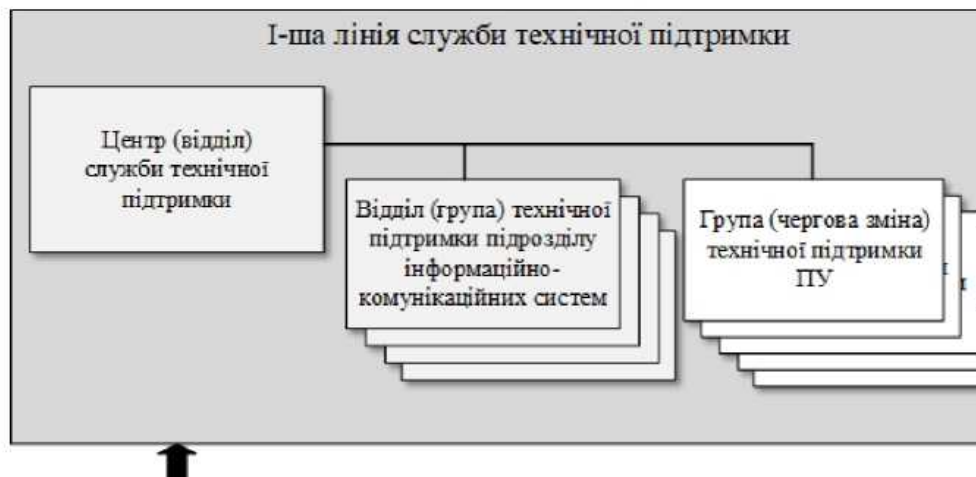 І-ша лінія служби технічної підтримки
Центр (відділ)
служби технічної
підтримки
Відділ (група) технічної
підтримки підрозділу
інформаційно-
комунікаційних систем
Група (чергова зміна)
технічної підтримки
ПУ